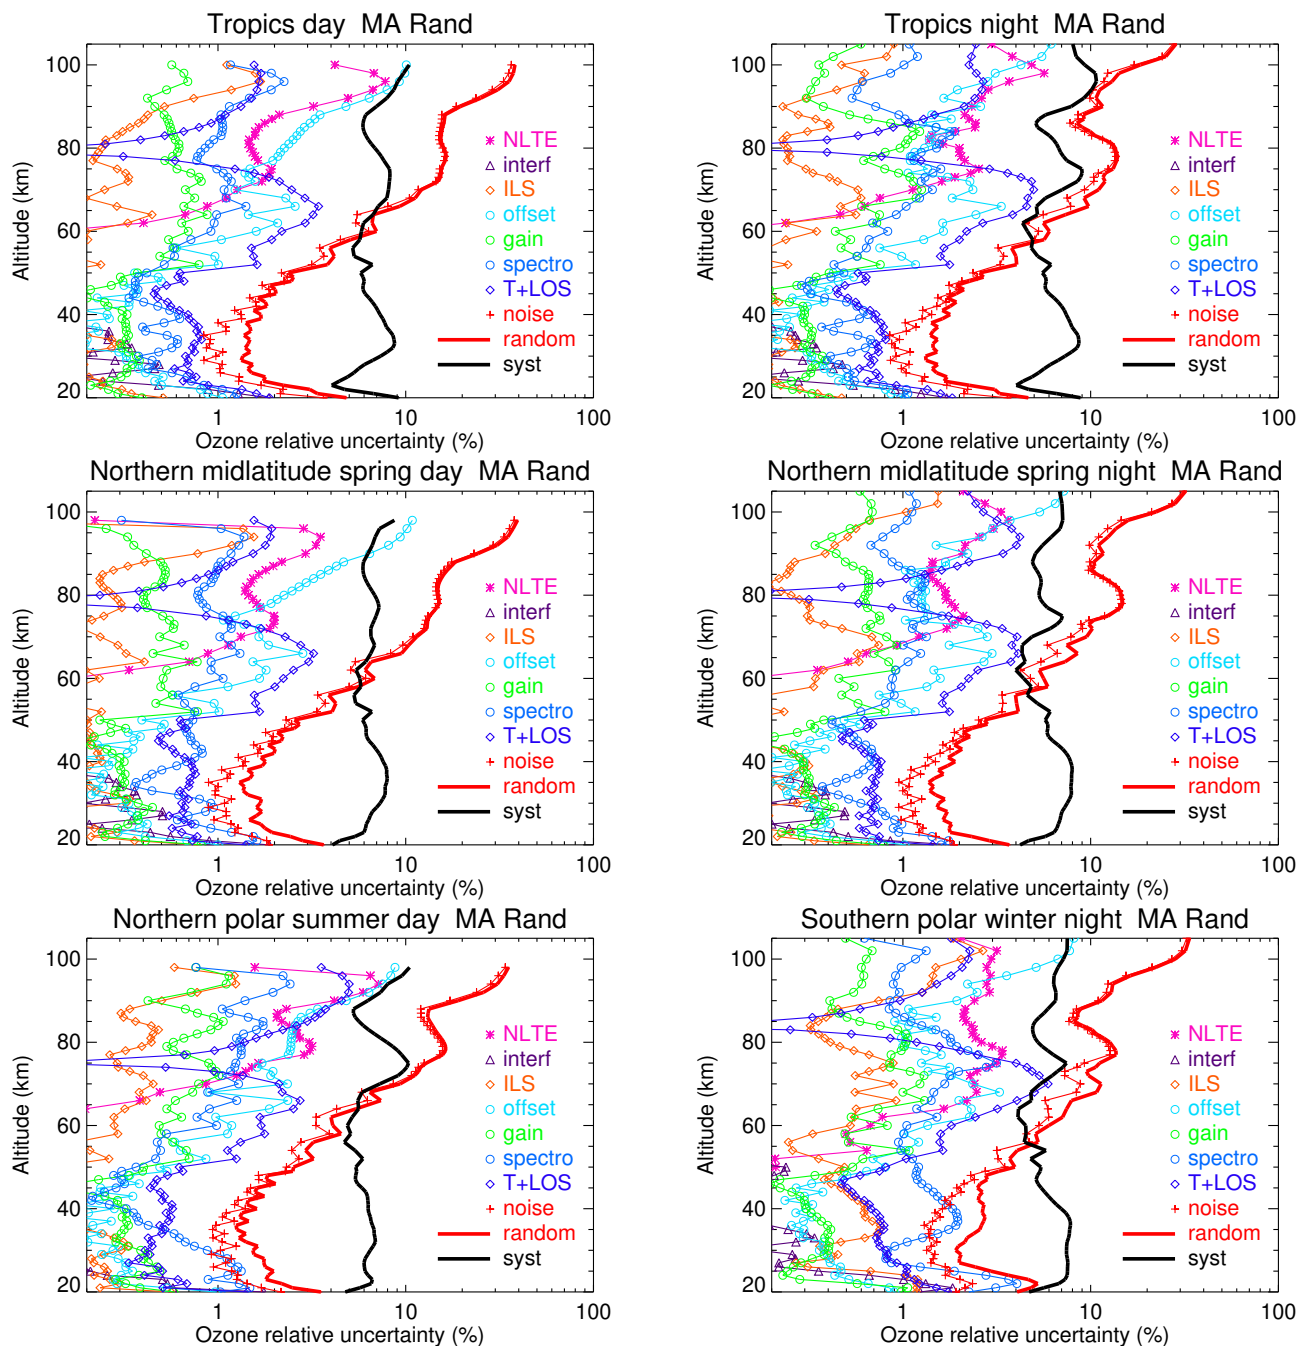 Tropics day MA Rand
Altitude (km)
100
80
60
40
20
NLTE
interf
ILS
offset
gain
spectro
T+LOS
noise
random
syst
1 10 100
Ozone relative uncertainty (%)
Tropics night MA Rand
Altitude (km)
100
80
60
40
20
NLTE
interf
ILS
offset
gain
spectro
T+LOS
noise
random
syst
1 10 100
Ozone relative uncertainty (%)
Northern midlatitude spring day MA Rand
Altitude (km)
100
80
60
40
20
NLTE
interf
ILS
offset
gain
spectro
T+LOS
noise
random
syst
1 10 100
Ozone relative uncertainty (%)
Northern midlatitude spring night MA Rand
Altitude (km)
100
80
60
40
20
NLTE
interf
ILS
offset
gain
spectro
T+LOS
noise
random
syst
1 10 100
Ozone relative uncertainty (%)
Northern polar summer day MA Rand
Altitude (km)
100
80
60
40
20
NLTE
interf
ILS
offset
gain
spectro
T+LOS
noise
random
syst
1 10 100
Ozone relative uncertainty (%)
Southern polar winter night MA Rand
Altitude (km)
100
80
60
40
20
NLTE
interf
ILS
offset
gain
spectro
T+LOS
noise
random
syst
1 10 100
Ozone relative uncertainty (%)